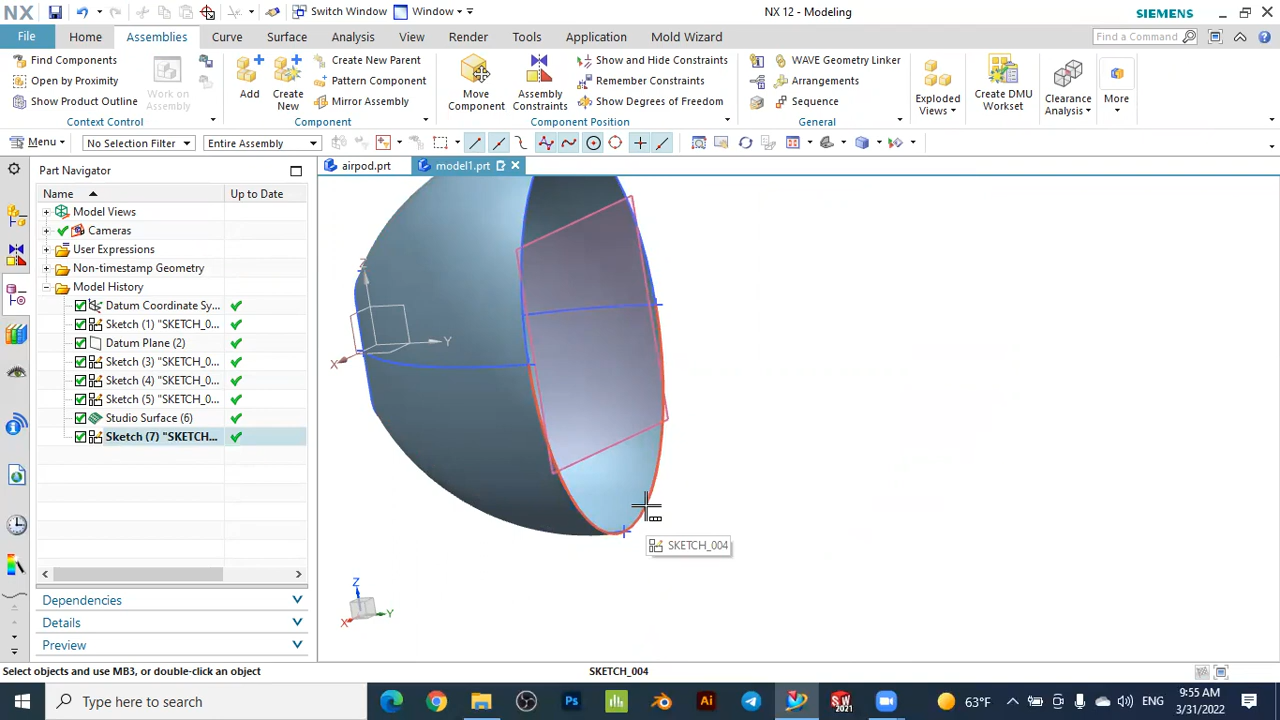 NX
Switch Window
Window
NX 12 - Modeling
SIEMENS
File
Home
Assemblies
Curve
Surface
Analysis
View
Render
Tools
Application
Mold Wizard
Find a Command
Find Components
Open by Proximity
Show Product Outline
Work on
Assembly
Context Control
Add
Create
New
Create New Parent
Pattern Component
Mirror Assembly
Component
Move
Component
Assembly
Constraints
Show and Hide Constraints
Remember Constraints
Show Degrees of Freedom
Component Position
WAVE Geometry Linker
Arrangements
Sequence
General
Exploded
Views
Create DMU
Workset
Clearance
Analysis
More
Menu
No Selection Filter
Entire Assembly
Part Navigator
airpod.prt
model1.prt
Name
Up to Date
Model Views
Cameras
User Expressions
Non-timestamp Geometry
Model History
Datum Coordinate Sy...
Sketch (1) "SKETCH_0...
Datum Plane (2)
Sketch (3) "SKETCH_0...
Sketch (4) "SKETCH_0...
Sketch (5) "SKETCH_0...
Studio Surface (6)
Sketch (7) "SKETCH...
Z
Y
X
SKETCH_004
Z
Y
X
Dependencies
Details
Preview
Select objects and use MB3, or double-click an object
SKETCH_004
Type here to search
Ps
Ai
SW
2021
63°F
ENG
9:55 AM
3/31/2022